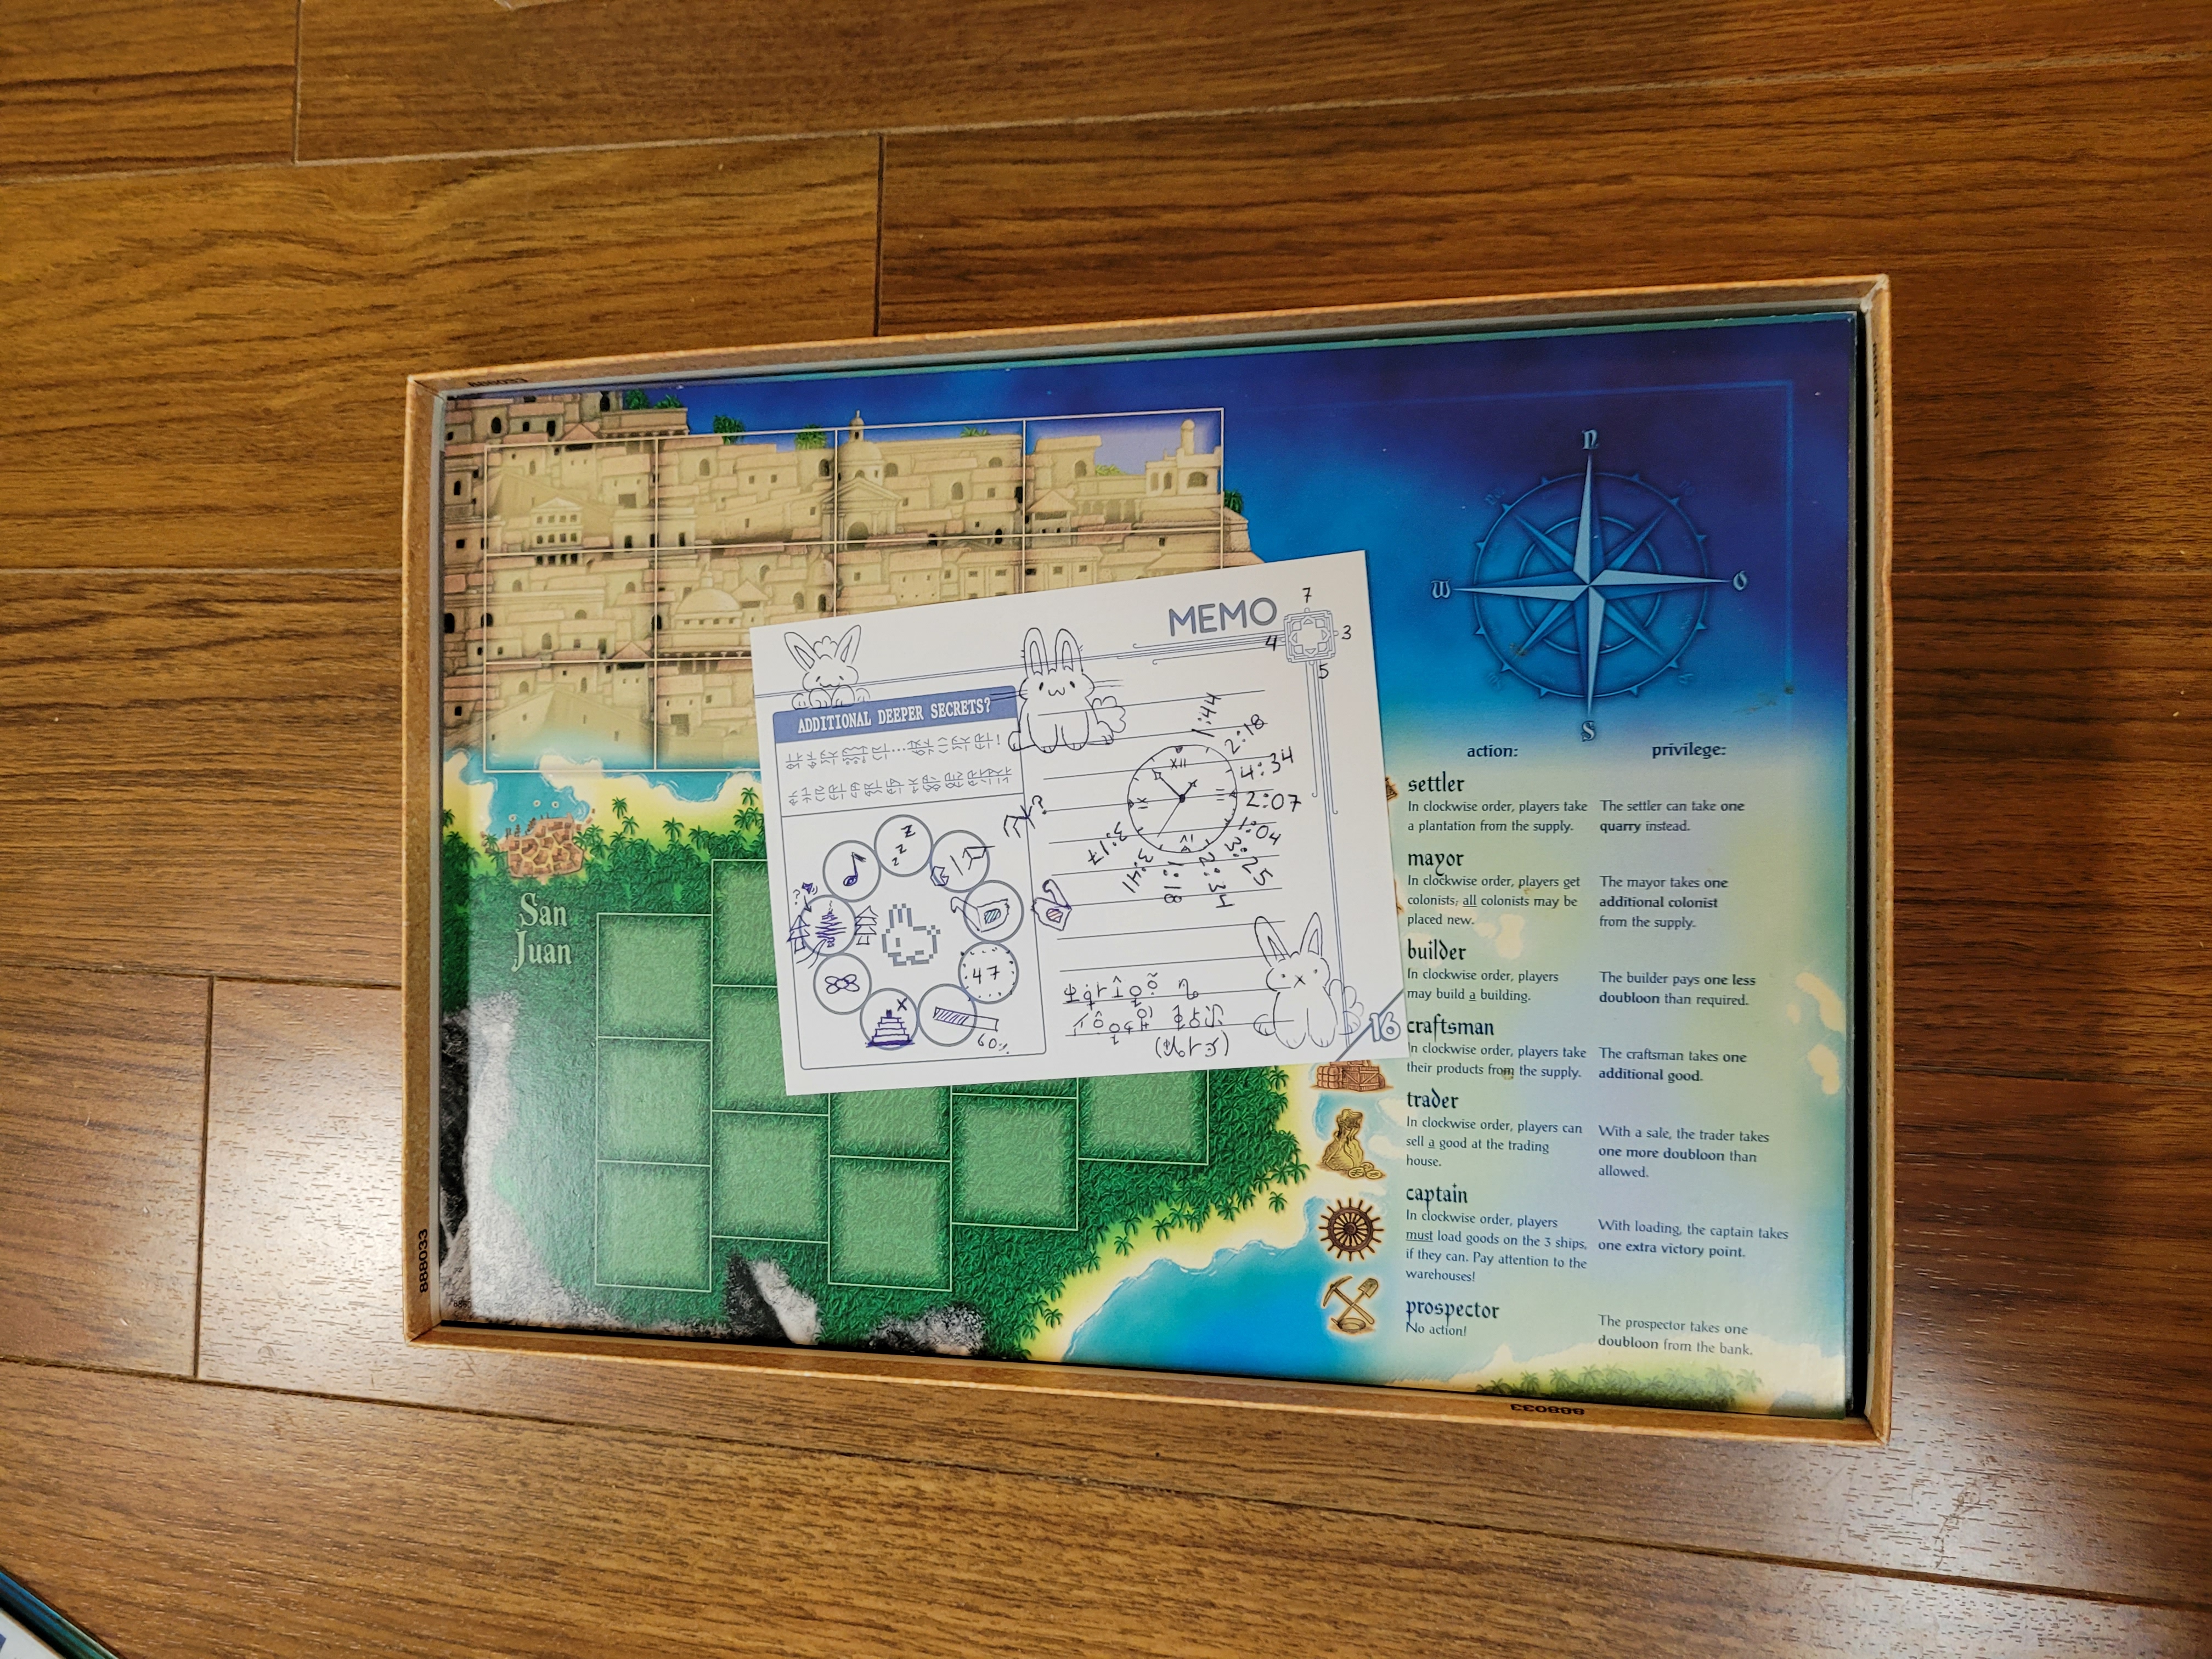 888033
N
W
O
S
San
Juan
MEMO
7
4
3
5
ADDITIONAL DEEPER SECRETS?
z z z
47
60%
?
XII
III
VI
IX
1:44
2:18
4:34
2:07
1:04
3:25
2:31
1:18
3:41
3:17
16
action: privilege:
settler
In clockwise order, players take The settler can take one
a plantation from the supply. quarry instead.
mayor
In clockwise order, players get The mayor takes one
colonists; all colonists may be additional colonist
placed new. from the supply.
builder
In clockwise order, players The builder pays one less
may build a building. doubloon than required.
craftsman
In clockwise order, players take The craftsman takes one
their products from the supply. additional good.
trader
In clockwise order, players can With a sale, the trader takes
sell a good at the trading one more doubloon than
house. allowed.
captain
In clockwise order, players With loading, the captain takes
must load goods on the 3 ships, one extra victory point.
if they can. Pay attention to the
warehouses!
prospector
No action! The prospector takes one
doubloon from the bank.
888033
888033